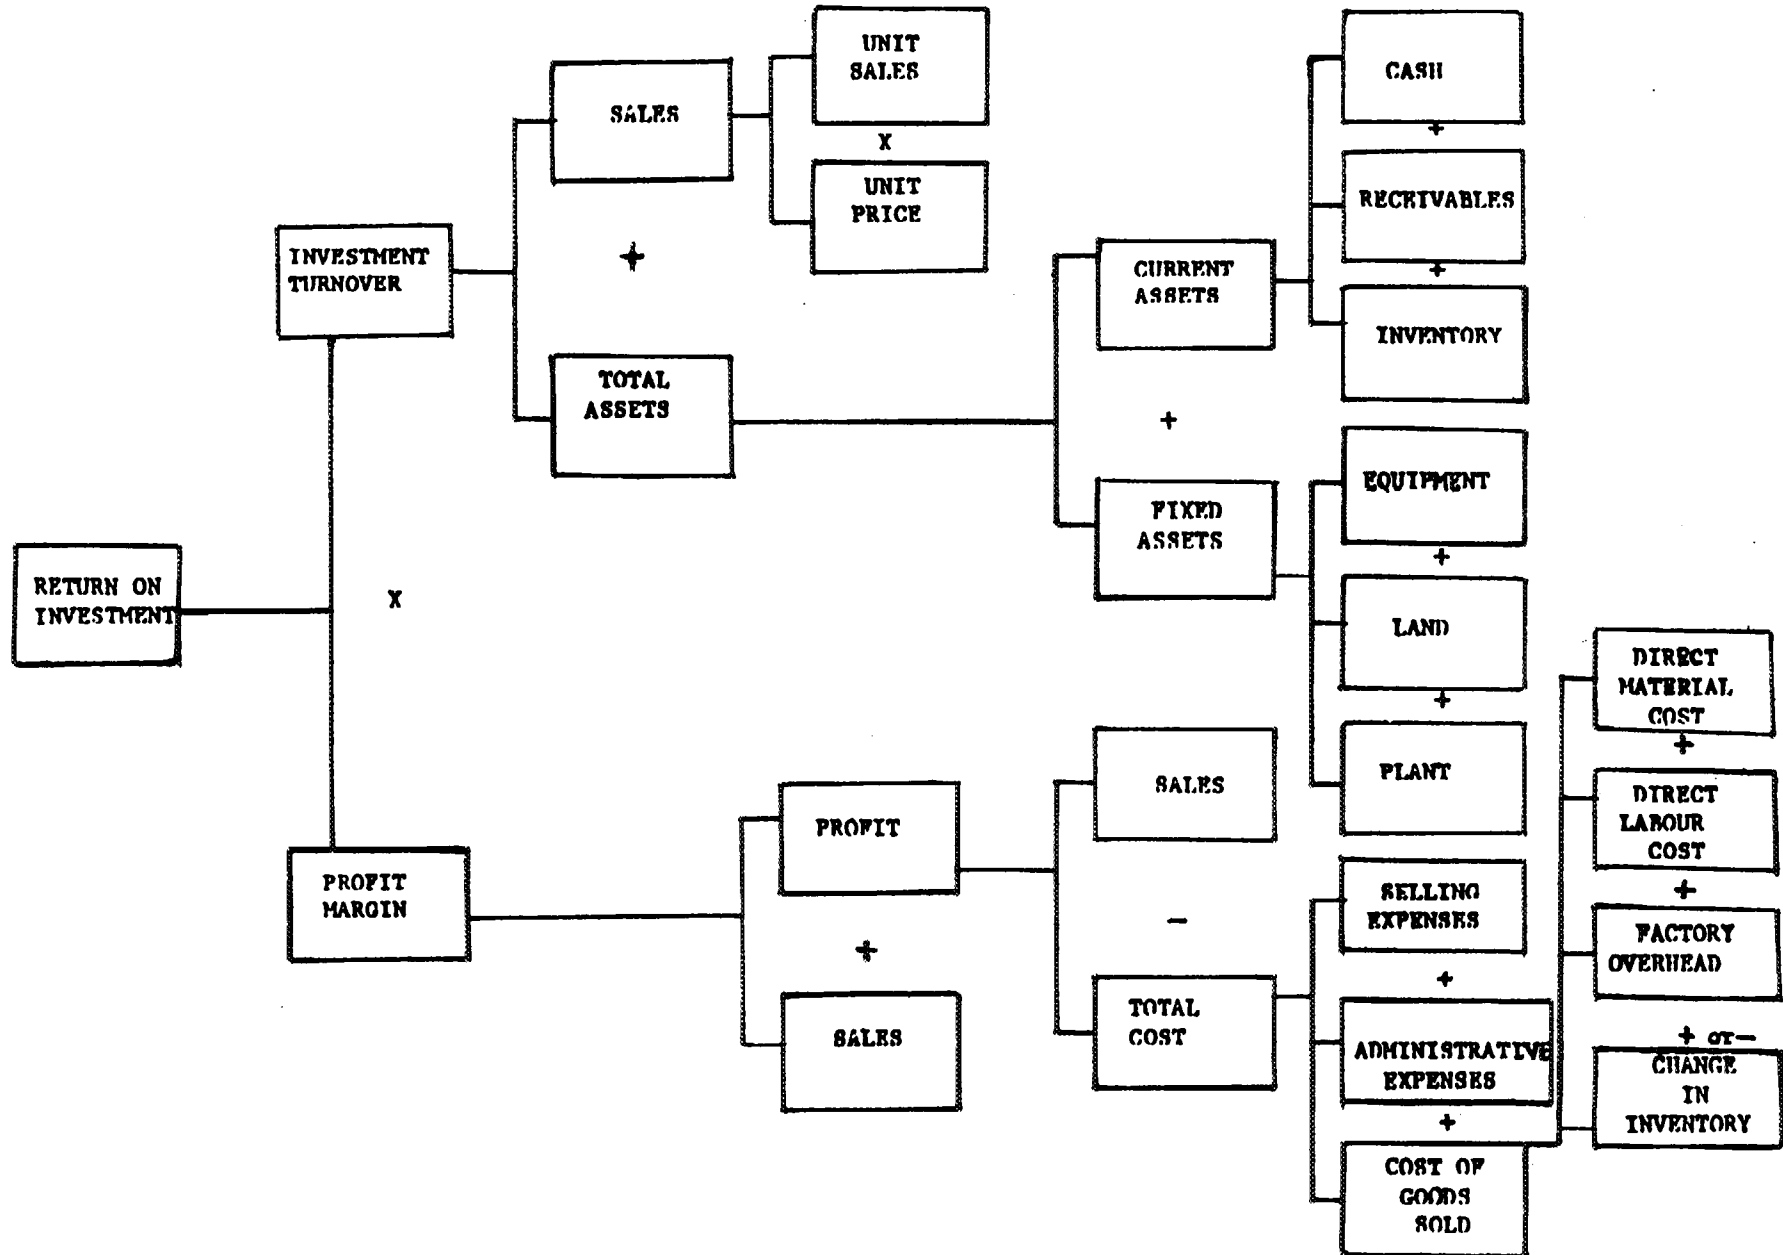 UNIT
SALES
X
UNIT
PRICE
SALES
+
INVESTMENT
TURNOVER
TOTAL
ASSETS
CASH
+
RECEIVABLES
+
INVENTORY
CURRENT
ASSETS
+
FIXED
ASSETS
EQUIPMENT
+
LAND
+
PLANT
RETURN ON
INVESTMENT
X
PROFIT
MARGIN
PROFIT
+
SALES
SALES
-
TOTAL
COST
SELLING
EXPENSES
+
ADMINISTRATIVE
EXPENSES
+
COST OF
GOODS
SOLD
DIRECT
MATERIAL
COST
+
DIRECT
LABOUR
COST
+
FACTORY
OVERHEAD
+ or -
CHANGE
IN
INVENTORY